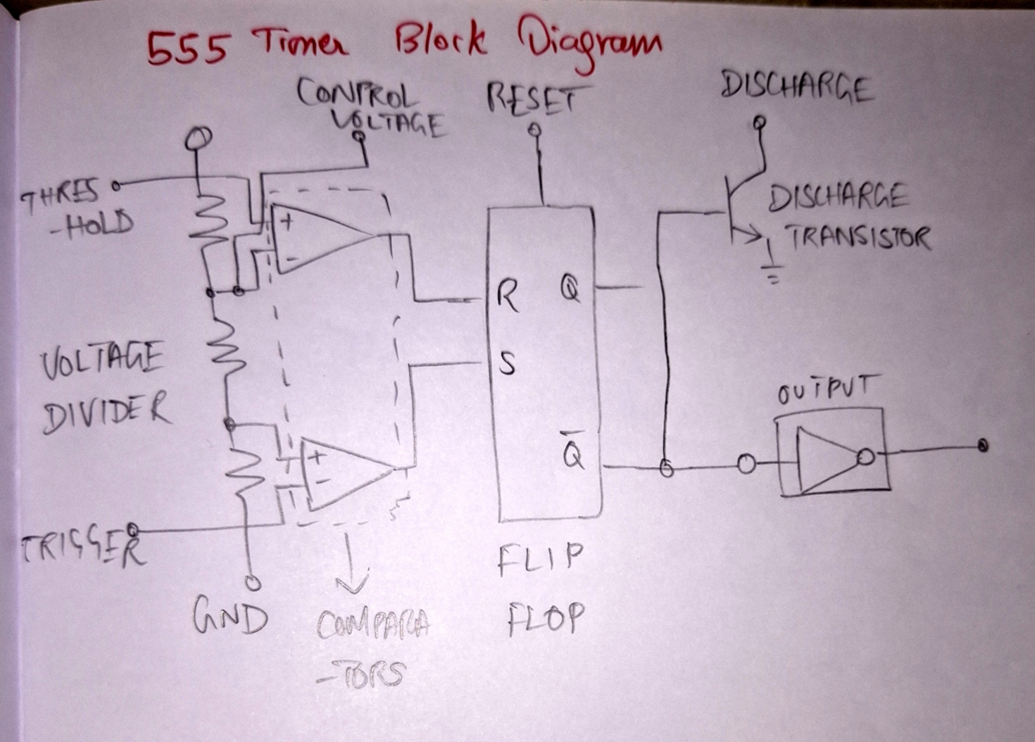 555 Timer Block Diagram
CONTROL
VOLTAGE
RESET
DISCHARGE
THRES
-HOLD
+
-
DISCHARGE
TRANSISTOR
R
Q
S
VOLTAGE
DIVIDER
OUTPUT
+
-
Q̅
TRIGGER
GND
COMPARA
-TORS
FLIP
FLOP